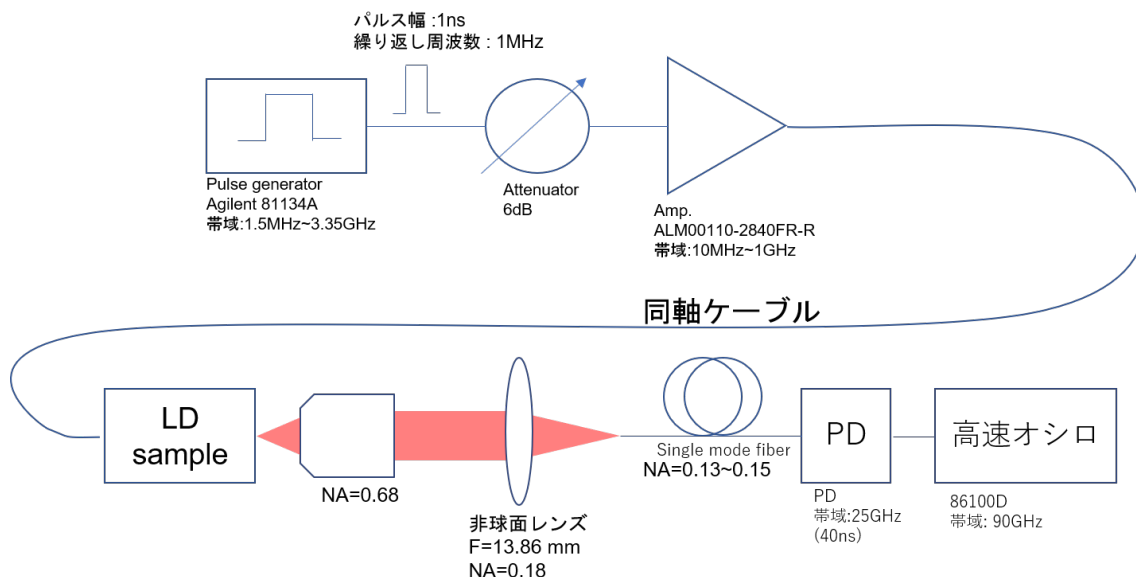 パルス幅 :1ns
繰り返し周波数 : 1MHz
Pulse generator
Agilent 81134A
帯域:1.5MHz~3.35GHz
Attenuator
6dB
Amp.
ALM00110-2840FR-R
帯域:10MHz~1GHz
同軸ケーブル
LD
sample
NA=0.68
非球面レンズ
F=13.86 mm
NA=0.18
Single mode fiber
NA=0.13~0.15
PD
PD
帯域:25GHz
(40ns)
高速オシロ
86100D
帯域: 90GHz